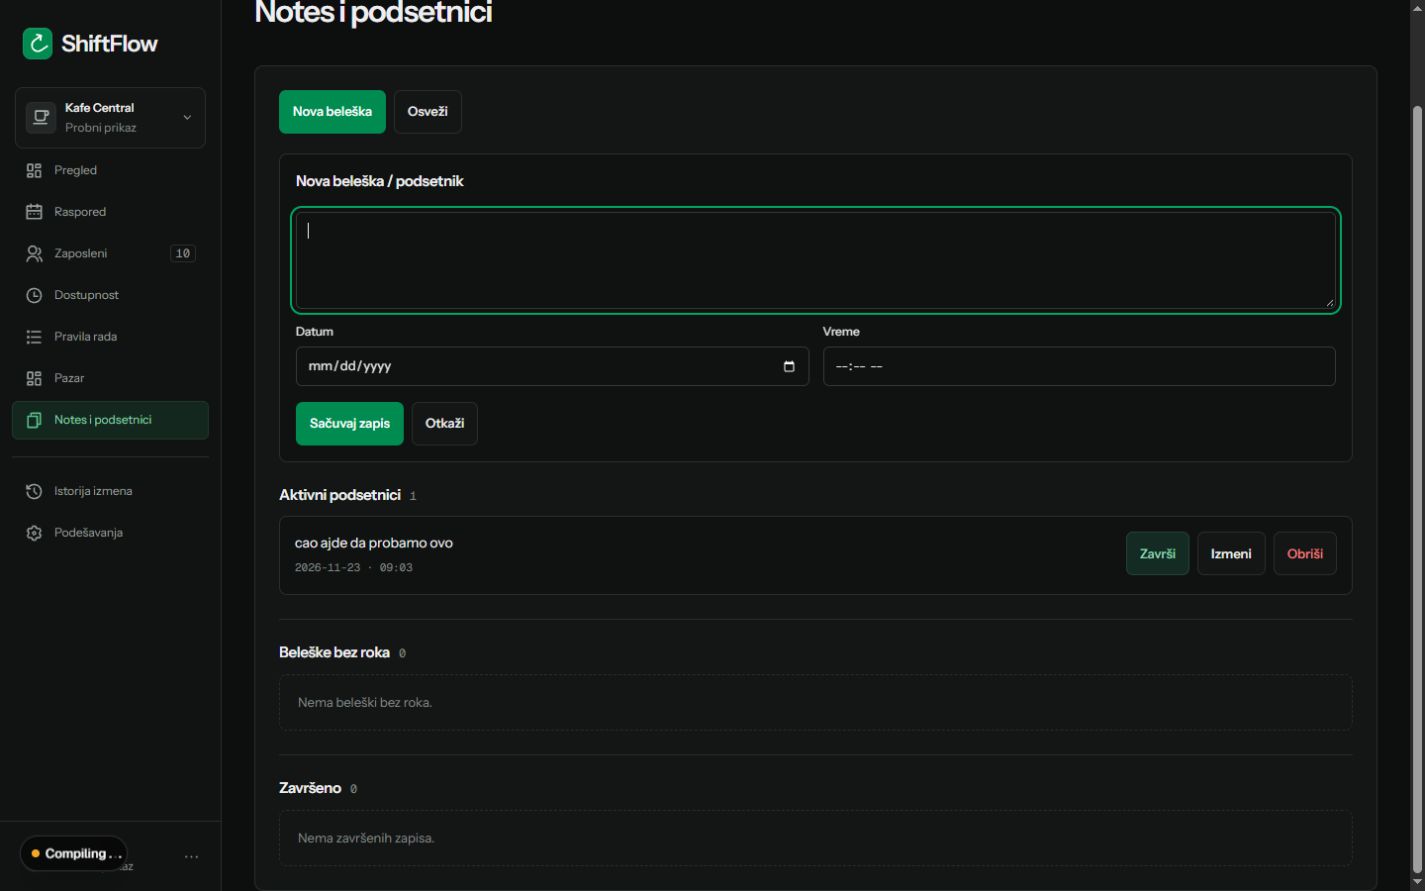 Notes i podsetnici
ShiftFlow
Kafe Central
Probni prikaz
Pregled
Raspored
Zaposleni 10
Dostupnost
Pravila rada
Pazar
Notes i podsetnici
Istorija izmena
Podešavanja
Compiling ...
...
Nova beleška Osveži
Nova beleška / podsetnik
Datum Vreme
mm/dd/yyyy --:-- --
Sačuvaj zapis Otkaži
Aktivni podsetnici 1
cao ajde da probamo ovo
2026-11-23 · 09:03
Završi Izmeni Obriši
Beleške bez roka 0
Nema beleški bez roka.
Završeno 0
Nema završenih zapisa.